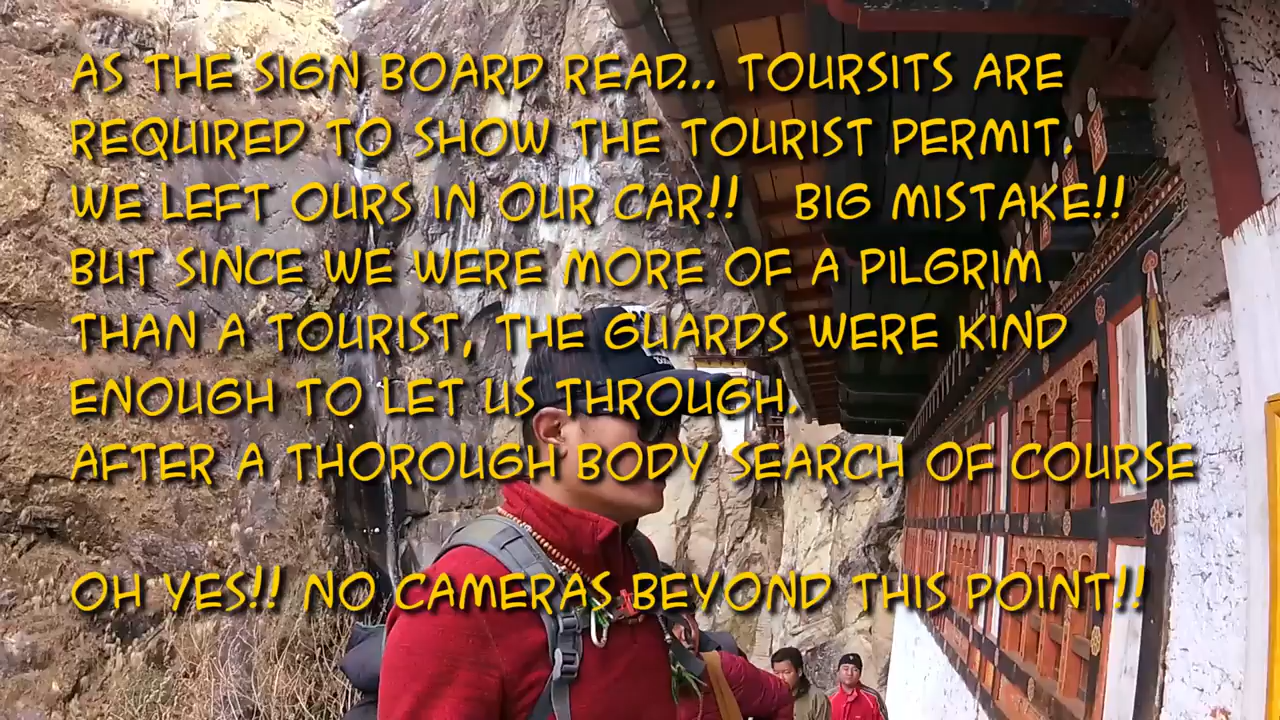 AS THE SIGN BOARD READ... TOURSITS ARE
REQUIRED TO SHOW THE TOURIST PERMIT.
WE LEFT OURS IN OUR CAR!! BIG MISTAKE!!
BUT SINCE WE WERE MORE OF A PILGRIM
THAN A TOURIST, THE GUARDS WERE KIND
ENOUGH TO LET US THROUGH.
AFTER A THOROUGH BODY SEARCH OF COURSE
OH YES!! NO CAMERAS BEYOND THIS POINT!!